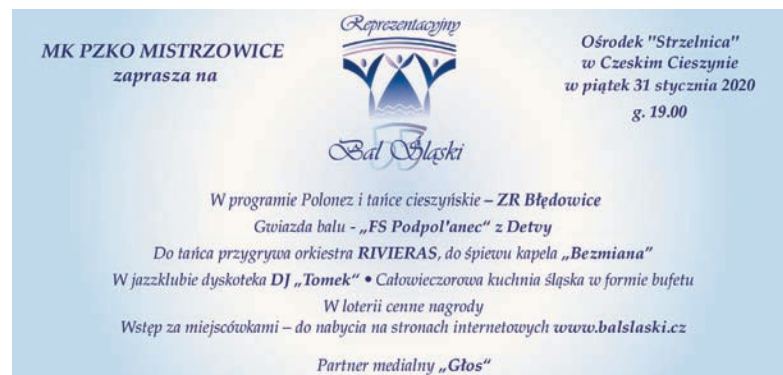 MK PZKO MISTRZOWICE
zaprasza na
Reprezentacyjny
Bal Śląski
Ośrodek "Strzelnica"
w Czeskim Cieszynie
w piątek 31 stycznia 2020
g. 19.00
W programie Polonez i tańce cieszyńskie – ZR Błędowice
Gwiazda balu - „FS Podpol'anec“ z Detvy
Do tańca przygrywa orkiestra RIVIERAS, do śpiewu kapela „Bezmiana“
W jazzklubie dyskoteka DJ „Tomek“ • Całowieczorowa kuchnia śląska w formie bufetu
W loterii cenne nagrody
Wstęp za miejscówkami – do nabycia na stronach internetowych www.balslaski.cz
Partner medialny „Głos“